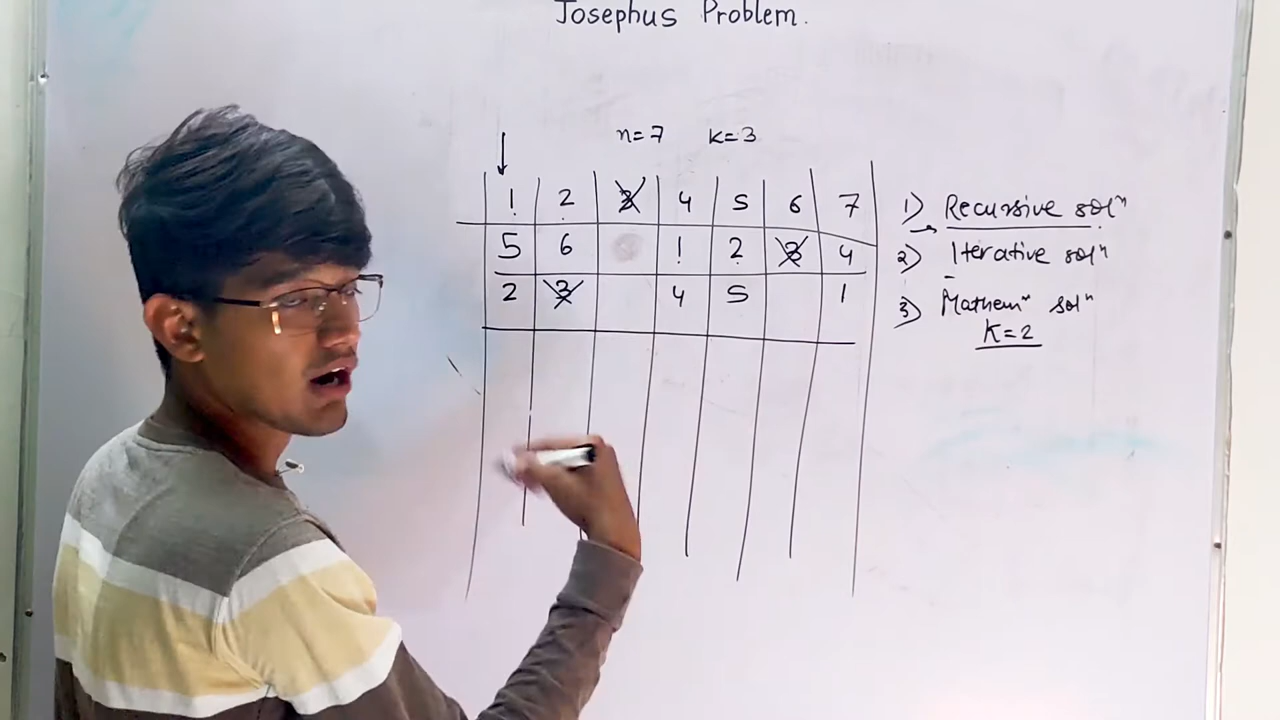 Josephus Problem.
n=7 k=3
1 2 3 4 5 6 7
5 6 1 2 3 4
2 3 4 5 1
1) Recursive solⁿ
2) Iterative solⁿ
3) Mathemⁿ solⁿ
K=2